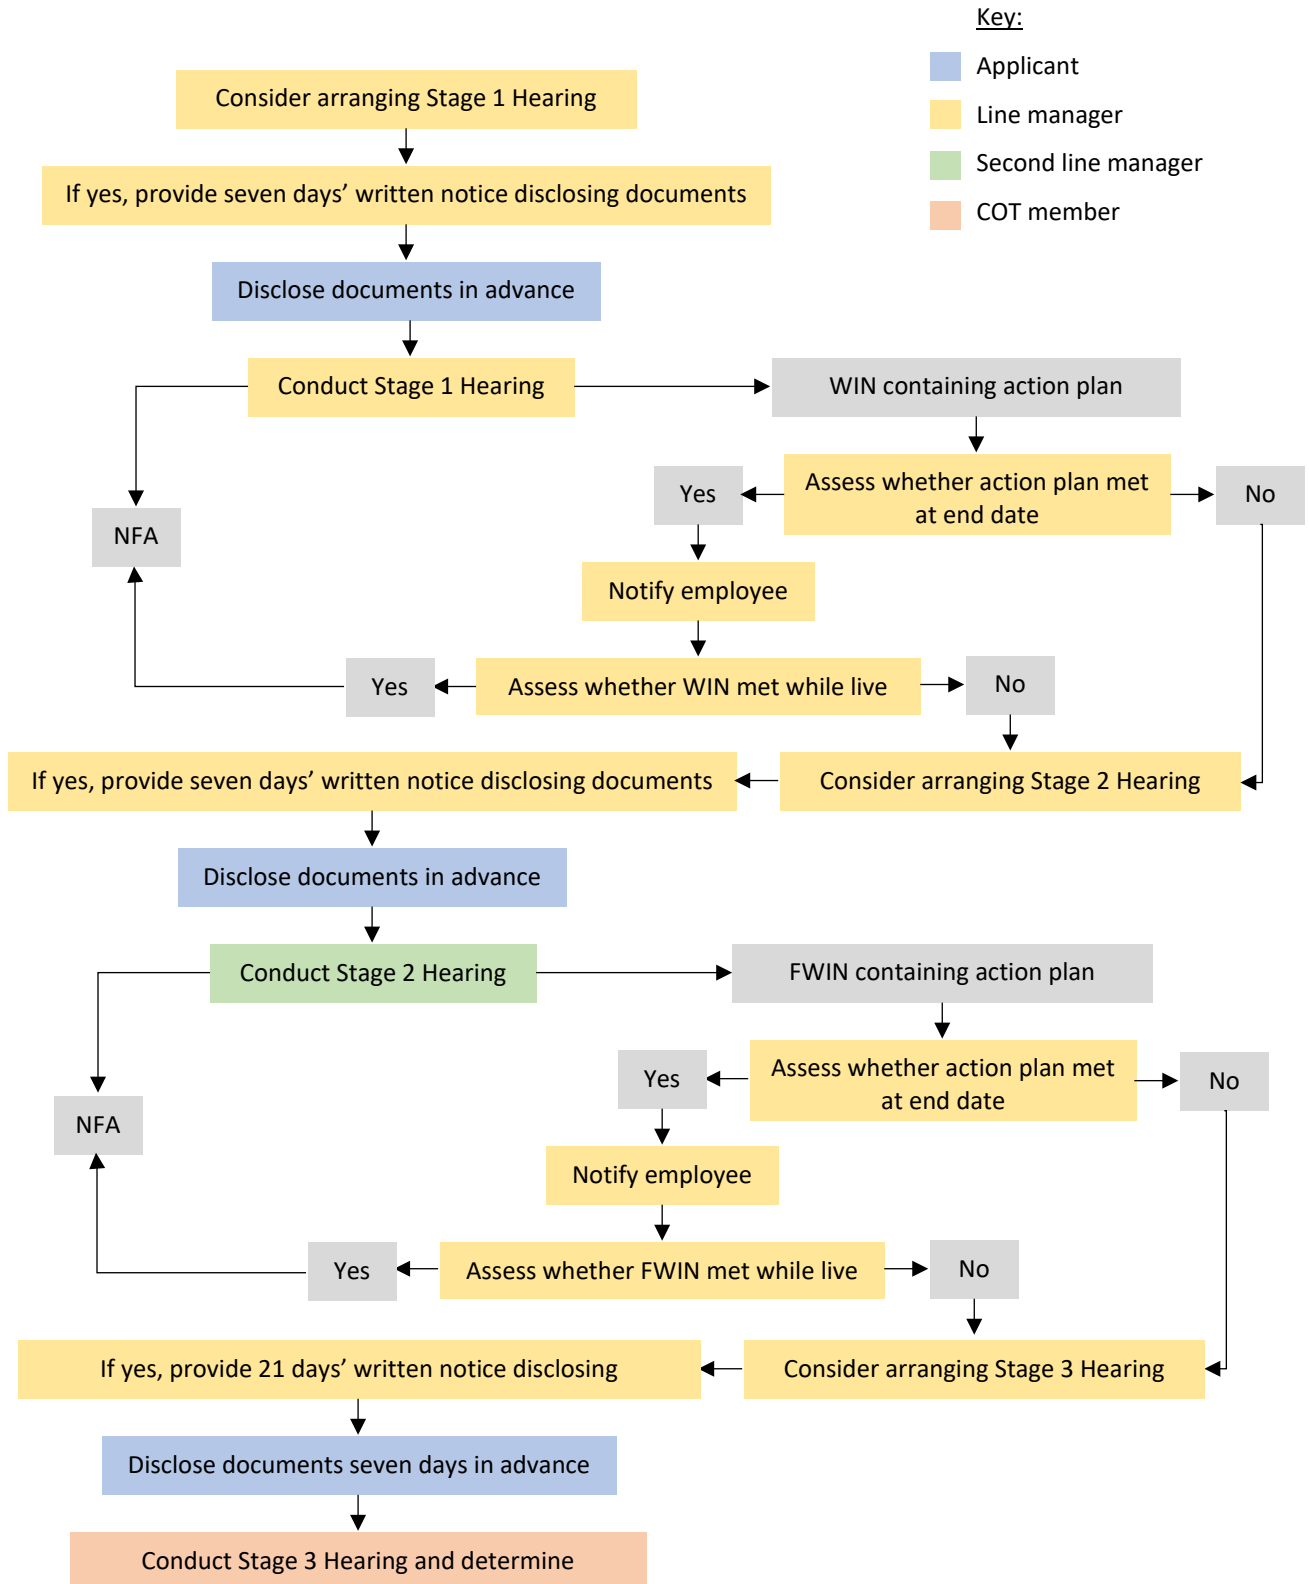 Key:
Applicant
Line manager
Second line manager
COT member
Consider arranging Stage 1 Hearing
If yes, provide seven days’ written notice disclosing documents
Disclose documents in advance
Conduct Stage 1 Hearing
WIN containing action plan
Assess whether action plan met
at end date
Yes
No
NFA
Notify employee
Assess whether WIN met while live
Yes
No
Consider arranging Stage 2 Hearing
If yes, provide seven days’ written notice disclosing documents
Disclose documents in advance
Conduct Stage 2 Hearing
FWIN containing action plan
Assess whether action plan met
at end date
Yes
No
NFA
Notify employee
Assess whether FWIN met while live
Yes
No
Consider arranging Stage 3 Hearing
If yes, provide 21 days’ written notice disclosing
Disclose documents seven days in advance
Conduct Stage 3 Hearing and determine